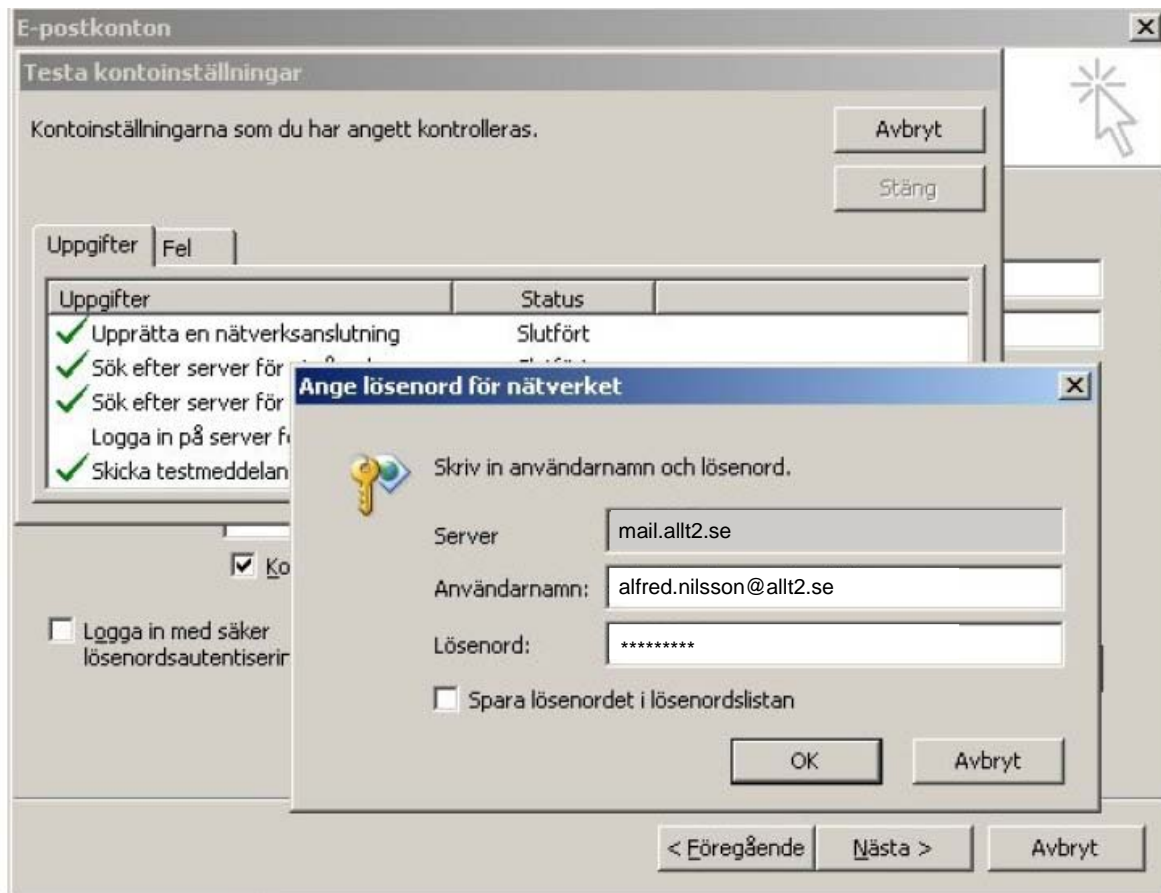 E-postkonton
Testa kontoinställningar
Kontoinställningarna som du har angett kontrolleras.
Avbryt
Stäng
Uppgifter Fel
Uppgifter Status
Upprätta en nätverksanslutning Slutfört
Sök efter server för
Sök efter server för
Logga in på server
Skicka testmeddelan
Ange lösenord för nätverket
Skriv in användarnamn och lösenord.
Server mail.allt2.se
Användarnamn: alfred.nilsson@allt2.se
Lösenord: *********
Spara lösenordet i lösenordslistan
OK Avbryt
Ko
Logga in med säker
lösenordsautentiserin
< Föregående Nästa > Avbryt